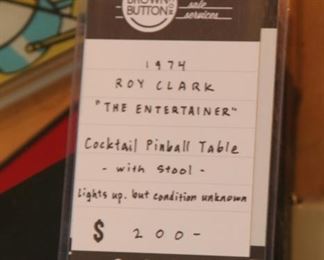 BROWN
BUTTON
.COM
sale
services
1974
ROY CLARK
"THE ENTERTAINER"
Cocktail Pinball Table
- with stool -
Lights up, but condition unknown
$ 200-